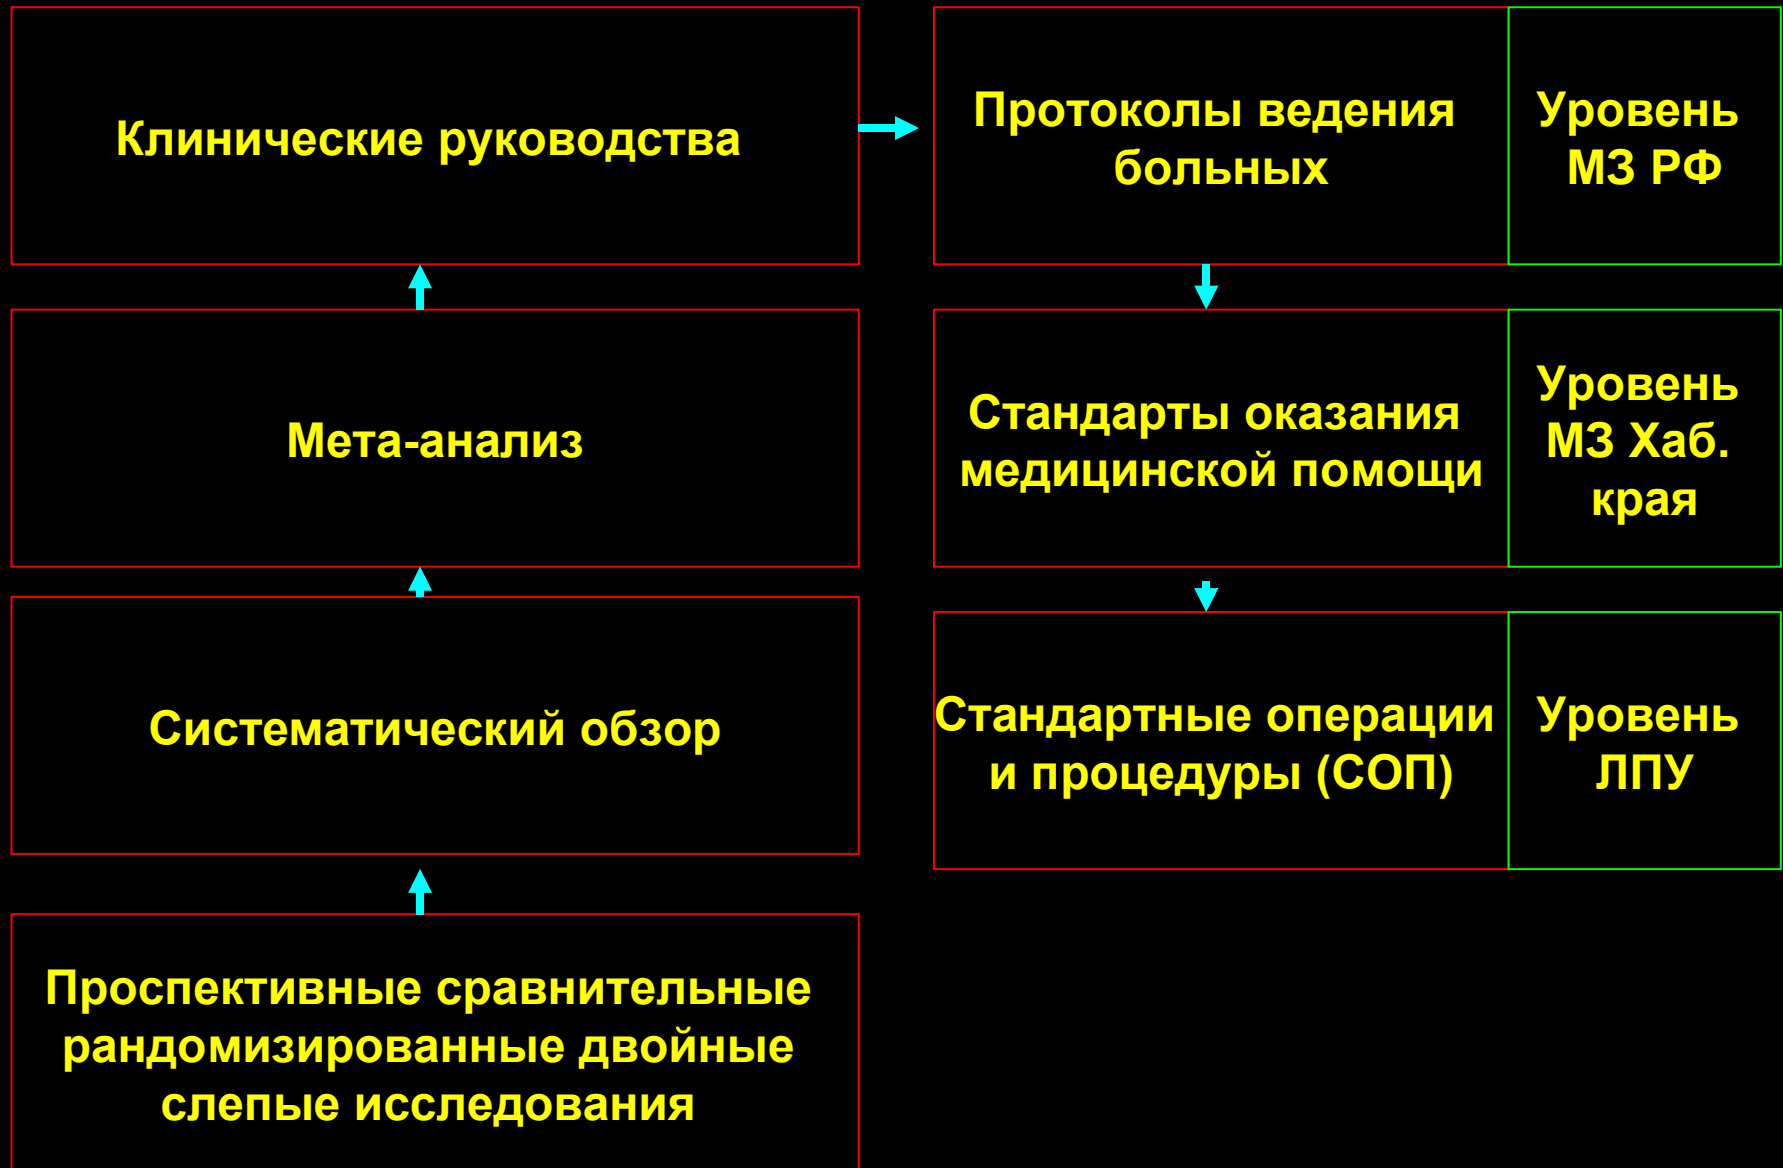 Клинические руководства
Протоколы ведения
больных
Уровень
МЗ РФ
Мета-анализ
Стандарты оказания
медицинской помощи
Уровень
МЗ Хаб.
края
Систематический обзор
Стандартные операции
и процедуры (СОП)
Уровень
ЛПУ
Проспективные сравнительные
рандомизированные двойные
слепые исследования